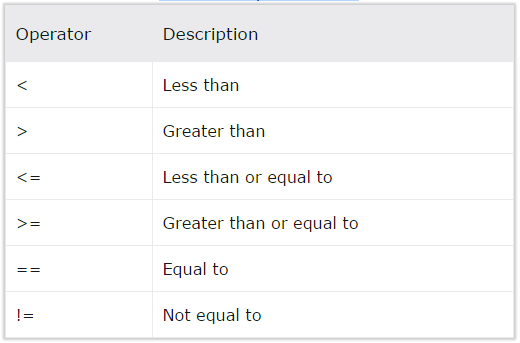 Operator Description
< Less than
> Greater than
<= Less than or equal to
>= Greater than or equal to
== Equal to
!= Not equal to